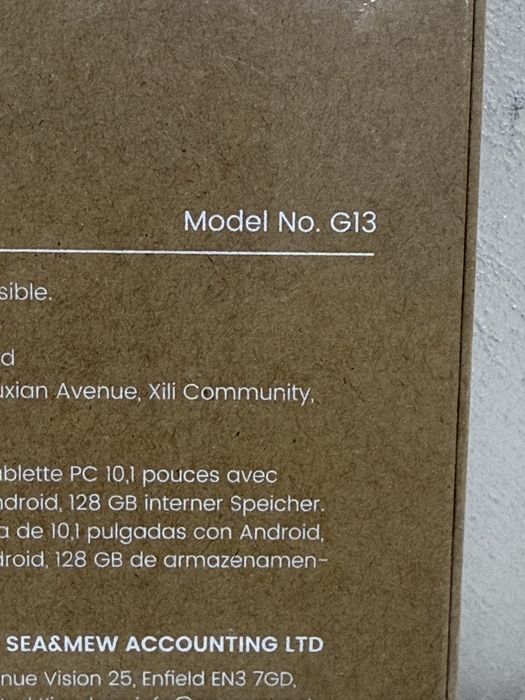 Model No. G13
sible.
d
uxian Avenue, Xili Community,
ablette PC 10,1 pouces avec
ndroid, 128 GB interner Speicher.
a de 10,1 pulgadas con Android,
droid, 128 GB de armazenamen-
SEA&MEW ACCOUNTING LTD
nue Vision 25, Enfield EN3 7GD,